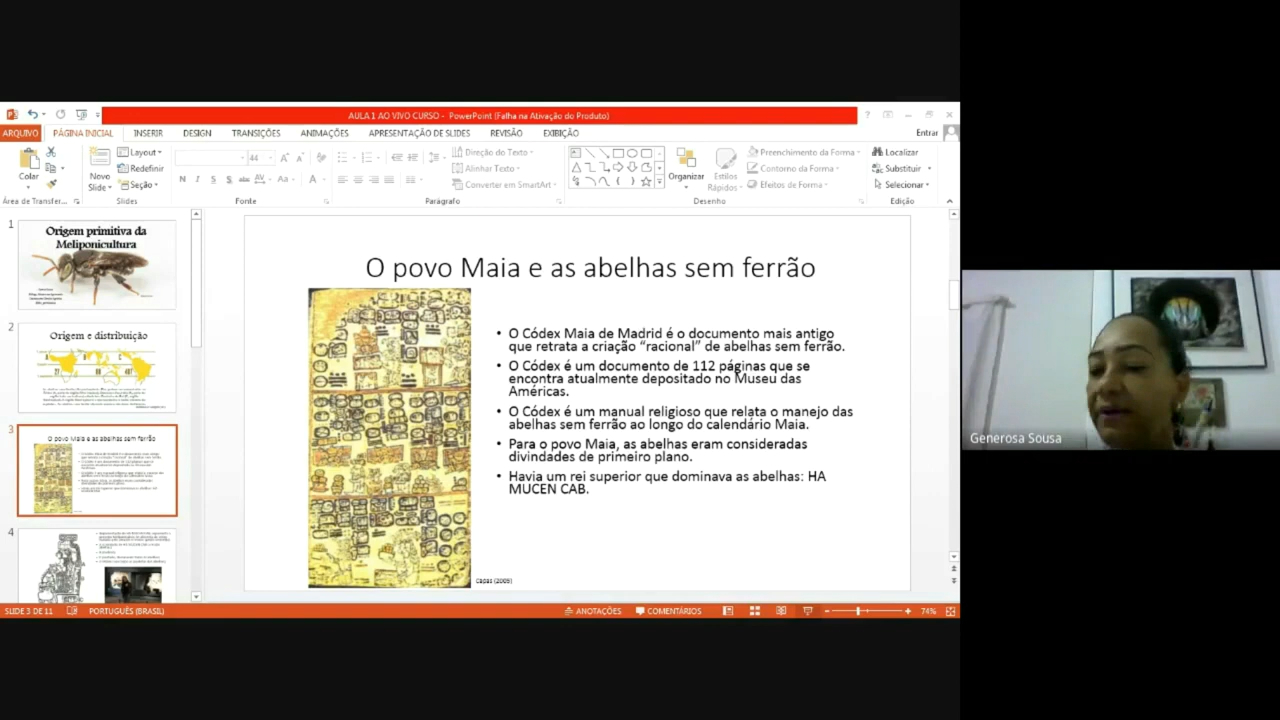 AULA 1 AO VIVO CURSO - PowerPoint (Falha na Ativação do Produto)
ARQUIVO PÁGINA INICIAL INSERIR DESIGN TRANSIÇÕES ANIMAÇÕES APRESENTAÇÃO DE SLIDES REVISÃO EXIBIÇÃO Entrar
Colar
Novo
Slide
Layout
Redefinir
Seção
44
N I S S abc AV Aa A
Direção do Texto
Alinhar Texto
Converter em SmartArt
Organizar
Estilos
Rápidos
Preenchimento da Forma
Contorno da Forma
Efeitos de Forma
Localizar
Substituir
Selecionar
Área de Transfer... Slides Fonte Parágrafo Desenho Edição
1
Origem primitiva da
Meliponicultura
2
Origem e distribuição
3
O povo Maia e as abelhas sem ferrão
4
O povo Maia e as abelhas sem ferrão
• O Códex Maia de Madrid é o documento mais antigo
que retrata a criação “racional” de abelhas sem ferrão.
• O Códex é um documento de 112 páginas que se
encontra atualmente depositado no Museu das
Américas.
• O Códex é um manual religioso que relata o manejo das
abelhas sem ferrão ao longo do calendário Maia.
• Para o povo Maia, as abelhas eram consideradas
divindades de primeiro plano.
• Havia um rei superior que dominava as abelhas: HA
MUCEN CAB.
SLIDE 3 DE 11 PORTUGUÊS (BRASIL) ANOTAÇÕES COMENTÁRIOS 74%
Generosa Sousa